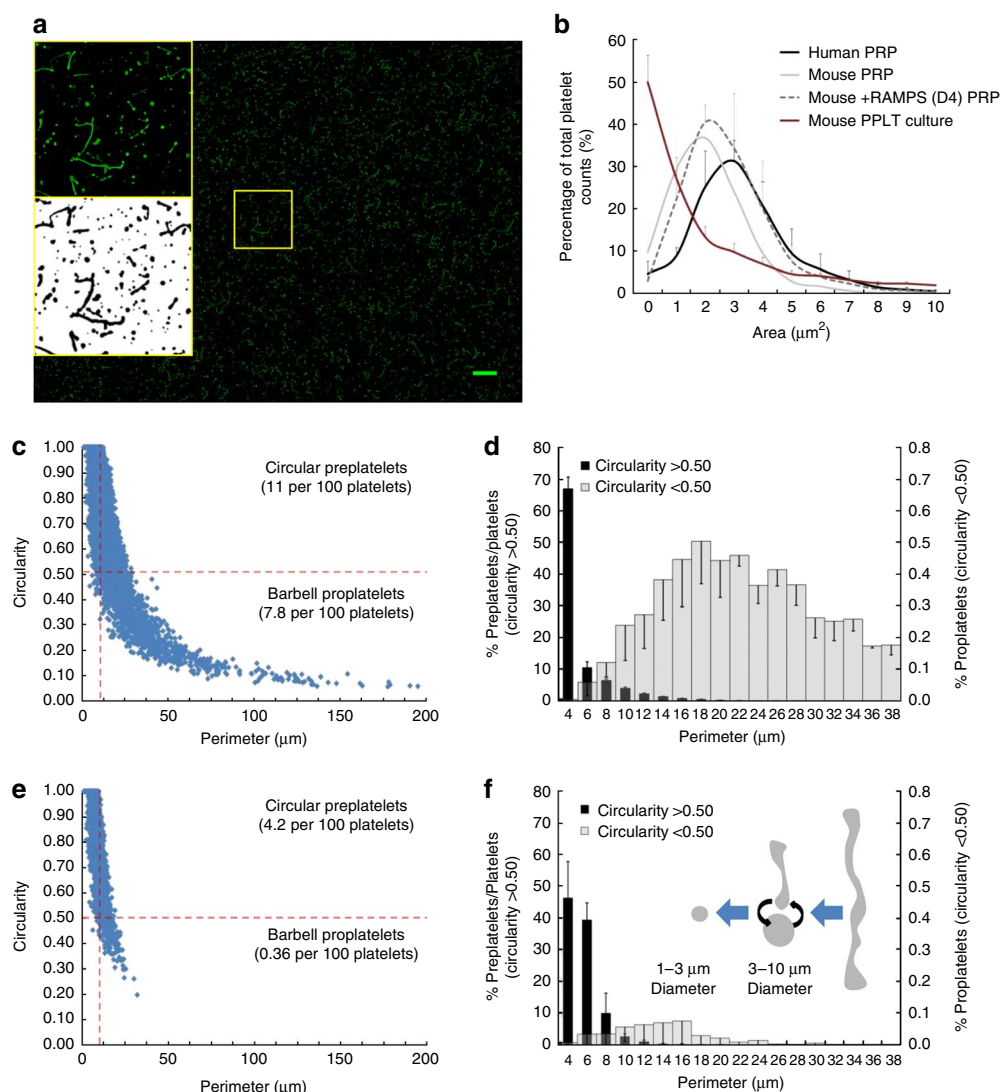 a
b
60
50
40
30
20
10
0
Percentage of total platelet
counts (%)
Human PRP
Mouse PRP
Mouse +RAMPS (D4) PRP
Mouse PPLT culture
0 1 2 3 4 5 6 7 8 9 10
Area (μm²)
c
1.00
0.90
0.80
0.70
0.60
0.50
0.40
0.30
0.20
0.10
0.00
Circularity
Circular preplatelets
(11 per 100 platelets)
Barbell proplatelets
(7.8 per 100 platelets)
0 50 100 150 200
Perimeter (μm)
d
80
70
60
50
40
30
20
10
0
% Preplatelets/platelets
(circularity >0.50)
Circularity >0.50
Circularity <0.50
0.8
0.7
0.6
0.5
0.4
0.3
0.2
0.1
0.0
% Proplatelets (circularity <0.50)
4 6 8 10 12 14 16 18 20 22 24 26 28 30 32 34 36 38
Perimeter (μm)
e
1.00
0.90
0.80
0.70
0.60
0.50
0.40
0.30
0.20
0.10
0.00
Circularity
Circular preplatelets
(4.2 per 100 platelets)
Barbell proplatelets
(0.36 per 100 platelets)
0 50 100 150 200
Perimeter (μm)
f
80
70
60
50
40
30
20
10
0
% Preplatelets/Platelets
(circularity >0.50)
Circularity >0.50
Circularity <0.50
1–3 μm
Diameter
3–10 μm
Diameter
0.8
0.7
0.6
0.5
0.4
0.3
0.2
0.1
0.0
% Proplatelets (circularity <0.50)
4 6 8 10 12 14 16 18 20 22 24 26 28 30 32 34 36 38
Perimeter (μm)